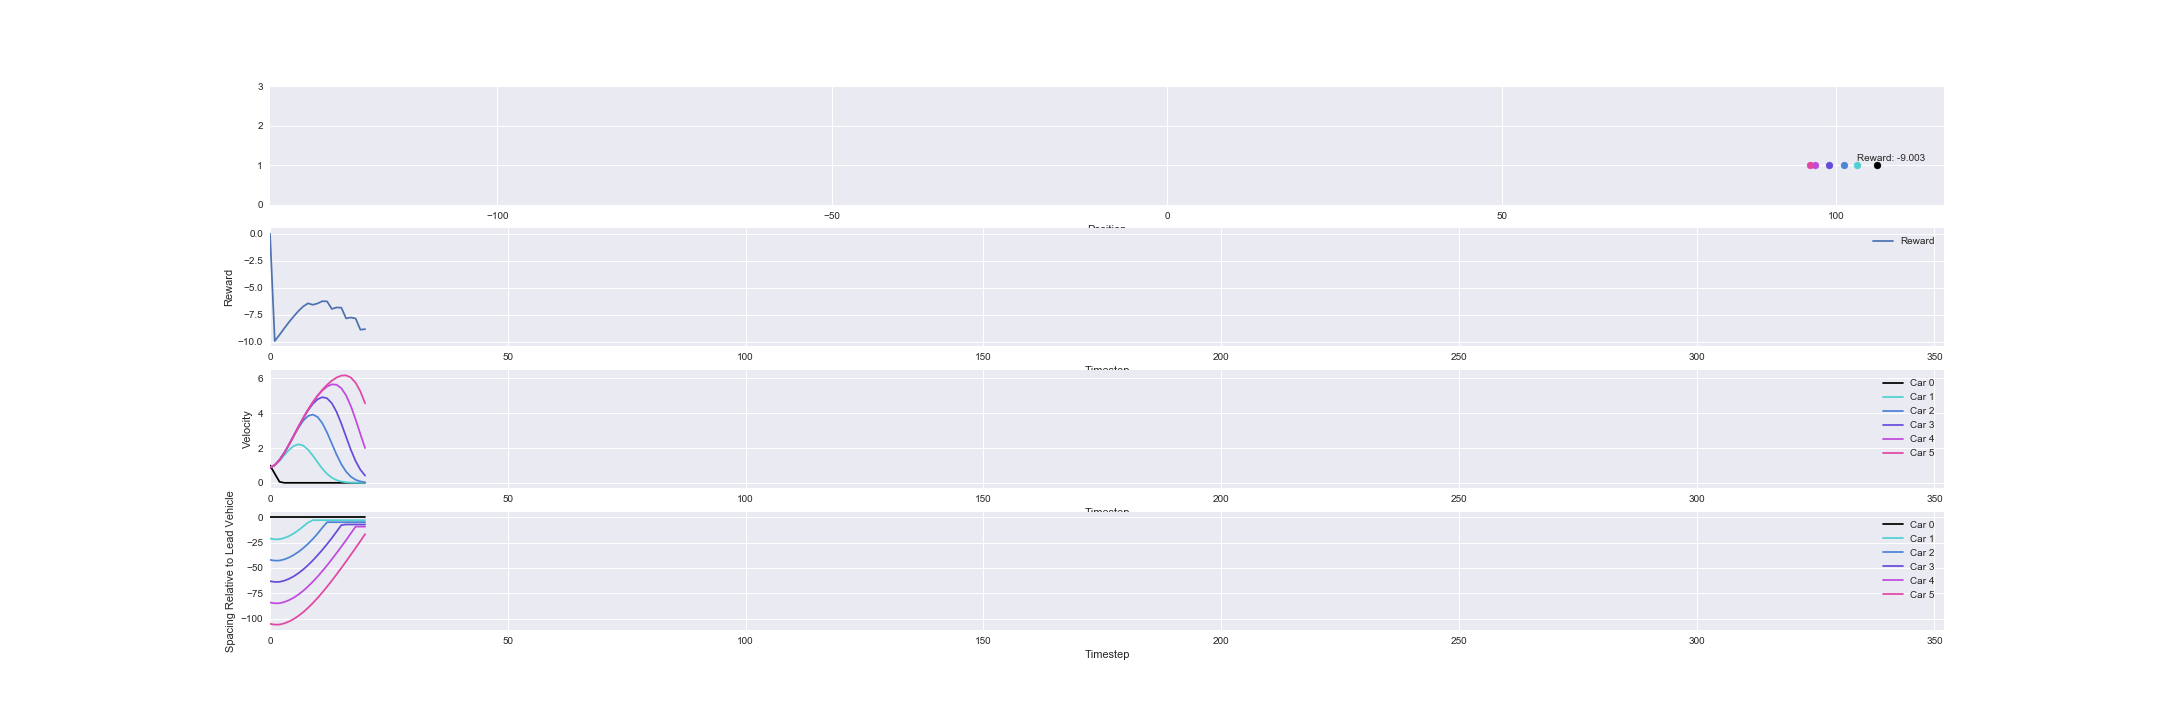 3
2
1
0
Reward: -9.003
−100
−50
0
50
100
Position
Reward
0.0
−2.5
−5.0
−7.5
−10.0
Reward
0
50
100
150
200
250
300
350
Timestep
Velocity
6
4
2
0
Car 0
Car 1
Car 2
Car 3
Car 4
Car 5
0
50
100
150
200
250
300
350
Timestep
Spacing Relative to Lead Vehicle
0
−25
−50
−75
−100
Car 0
Car 1
Car 2
Car 3
Car 4
Car 5
0
50
100
150
200
250
300
350
Timestep